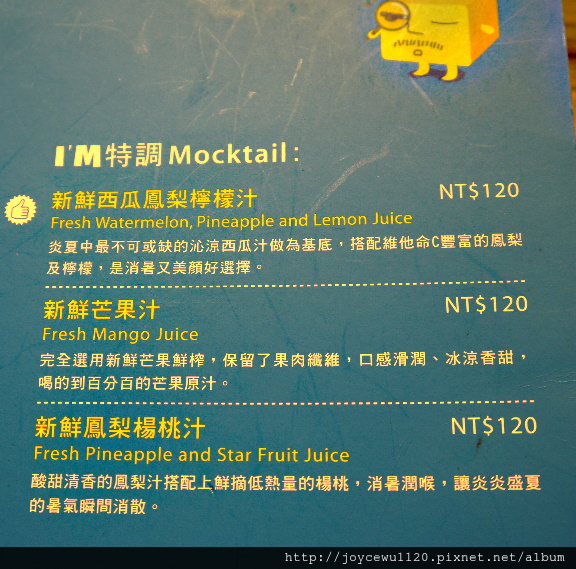 I'M特調Mocktail：
新鮮西瓜鳳梨檸檬汁 NT$120
Fresh Watermelon, Pineapple and Lemon Juice
炎夏中最不可或缺的沁涼西瓜汁做為基底，搭配維他命C豐富的鳳梨
及檸檬，是消暑又美顏好選擇。
新鮮芒果汁 NT$120
Fresh Mango Juice
完全選用新鮮芒果鮮榨，保留了果肉纖維，口感滑潤、冰涼香甜，
喝的到百分百的芒果原汁。
新鮮鳳梨楊桃汁 NT$120
Fresh Pineapple and Star Fruit Juice
酸甜清香的鳳梨汁搭配上鮮摘低熱量的楊桃，消暑潤喉，讓炎炎盛夏
的暑氣瞬間消散。
http://joycewu1120.pixnet.net/album